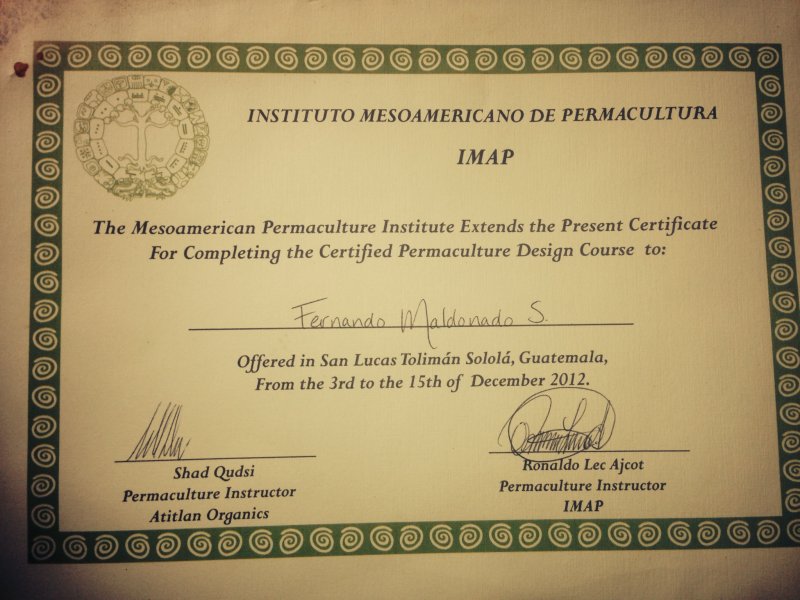 INSTITUTO MESOAMERICANO DE PERMACULTURA
IMAP
The Mesoamerican Permaculture Institute Extends the Present Certificate
For Completing the Certified Permaculture Design Course to:
Fernando Maldonado S.
Offered in San Lucas Tolimán Sololá, Guatemala,
From the 3rd to the 15th of December 2012.
Shad Qudsi
Permaculture Instructor
Atitlan Organics
Ronaldo Lec Ajcot
Permaculture Instructor
IMAP